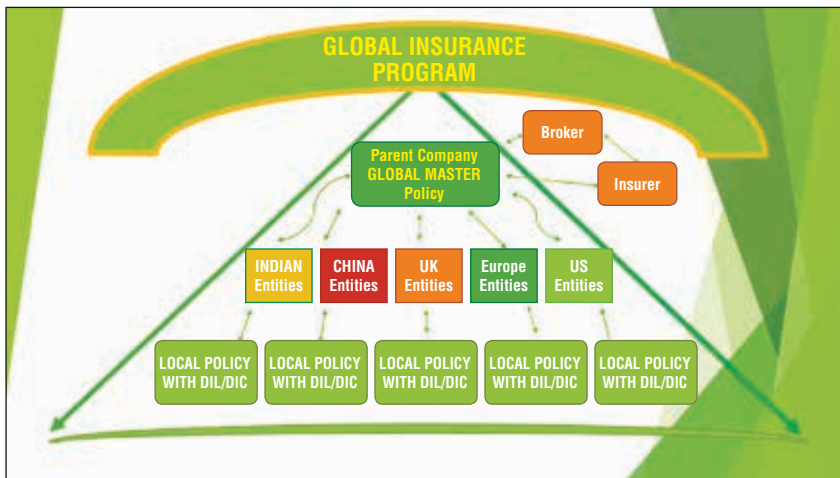 GLOBAL INSURANCE
PROGRAM
Broker
Parent Company
GLOBAL MASTER
Policy
Insurer
INDIAN
Entities
CHINA
Entities
UK
Entities
Europe
Entities
US
Entities
LOCAL POLICY
WITH DIL/DIC
LOCAL POLICY
WITH DIL/DIC
LOCAL POLICY
WITH DIL/DIC
LOCAL POLICY
WITH DIL/DIC
LOCAL POLICY
WITH DIL/DIC